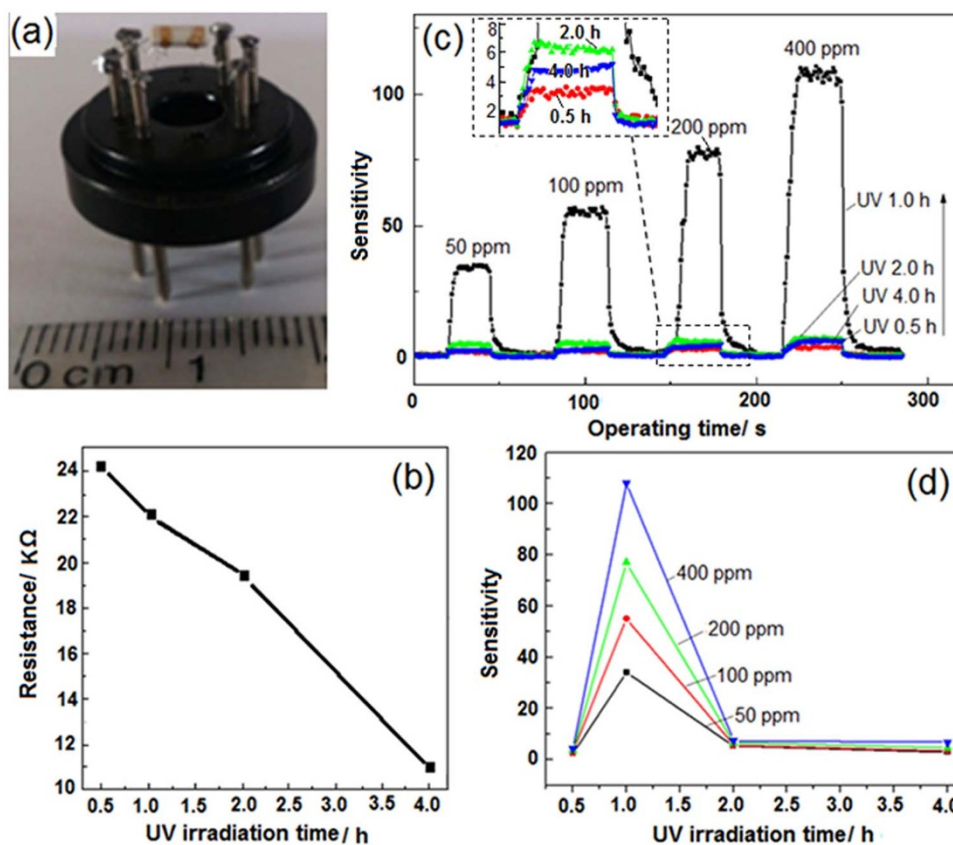 (a)
0 cm 1
(c)
8
7
6
5
4
2
2.0 h
4.0 h
0.5 h
400 ppm
200 ppm
100 ppm
50 ppm
UV 1.0 h
UV 2.0 h
UV 4.0 h
UV 0.5 h
Sensitivity
100
50
0
0 100 200 300
Operating time/ s
(b)
Resistance/ KΩ
24
22
20
18
16
14
12
10
0.5 1.0 2.0 2.5 3.0 3.5 4.0
UV irradiation time/ h
(d)
Sensitivity
120
100
80
60
40
20
0
400 ppm
200 ppm
100 ppm
50 ppm
0.5 1.0 1.5 2.0 2.5 3.0 3.5 4.0
UV irradiation time/ h